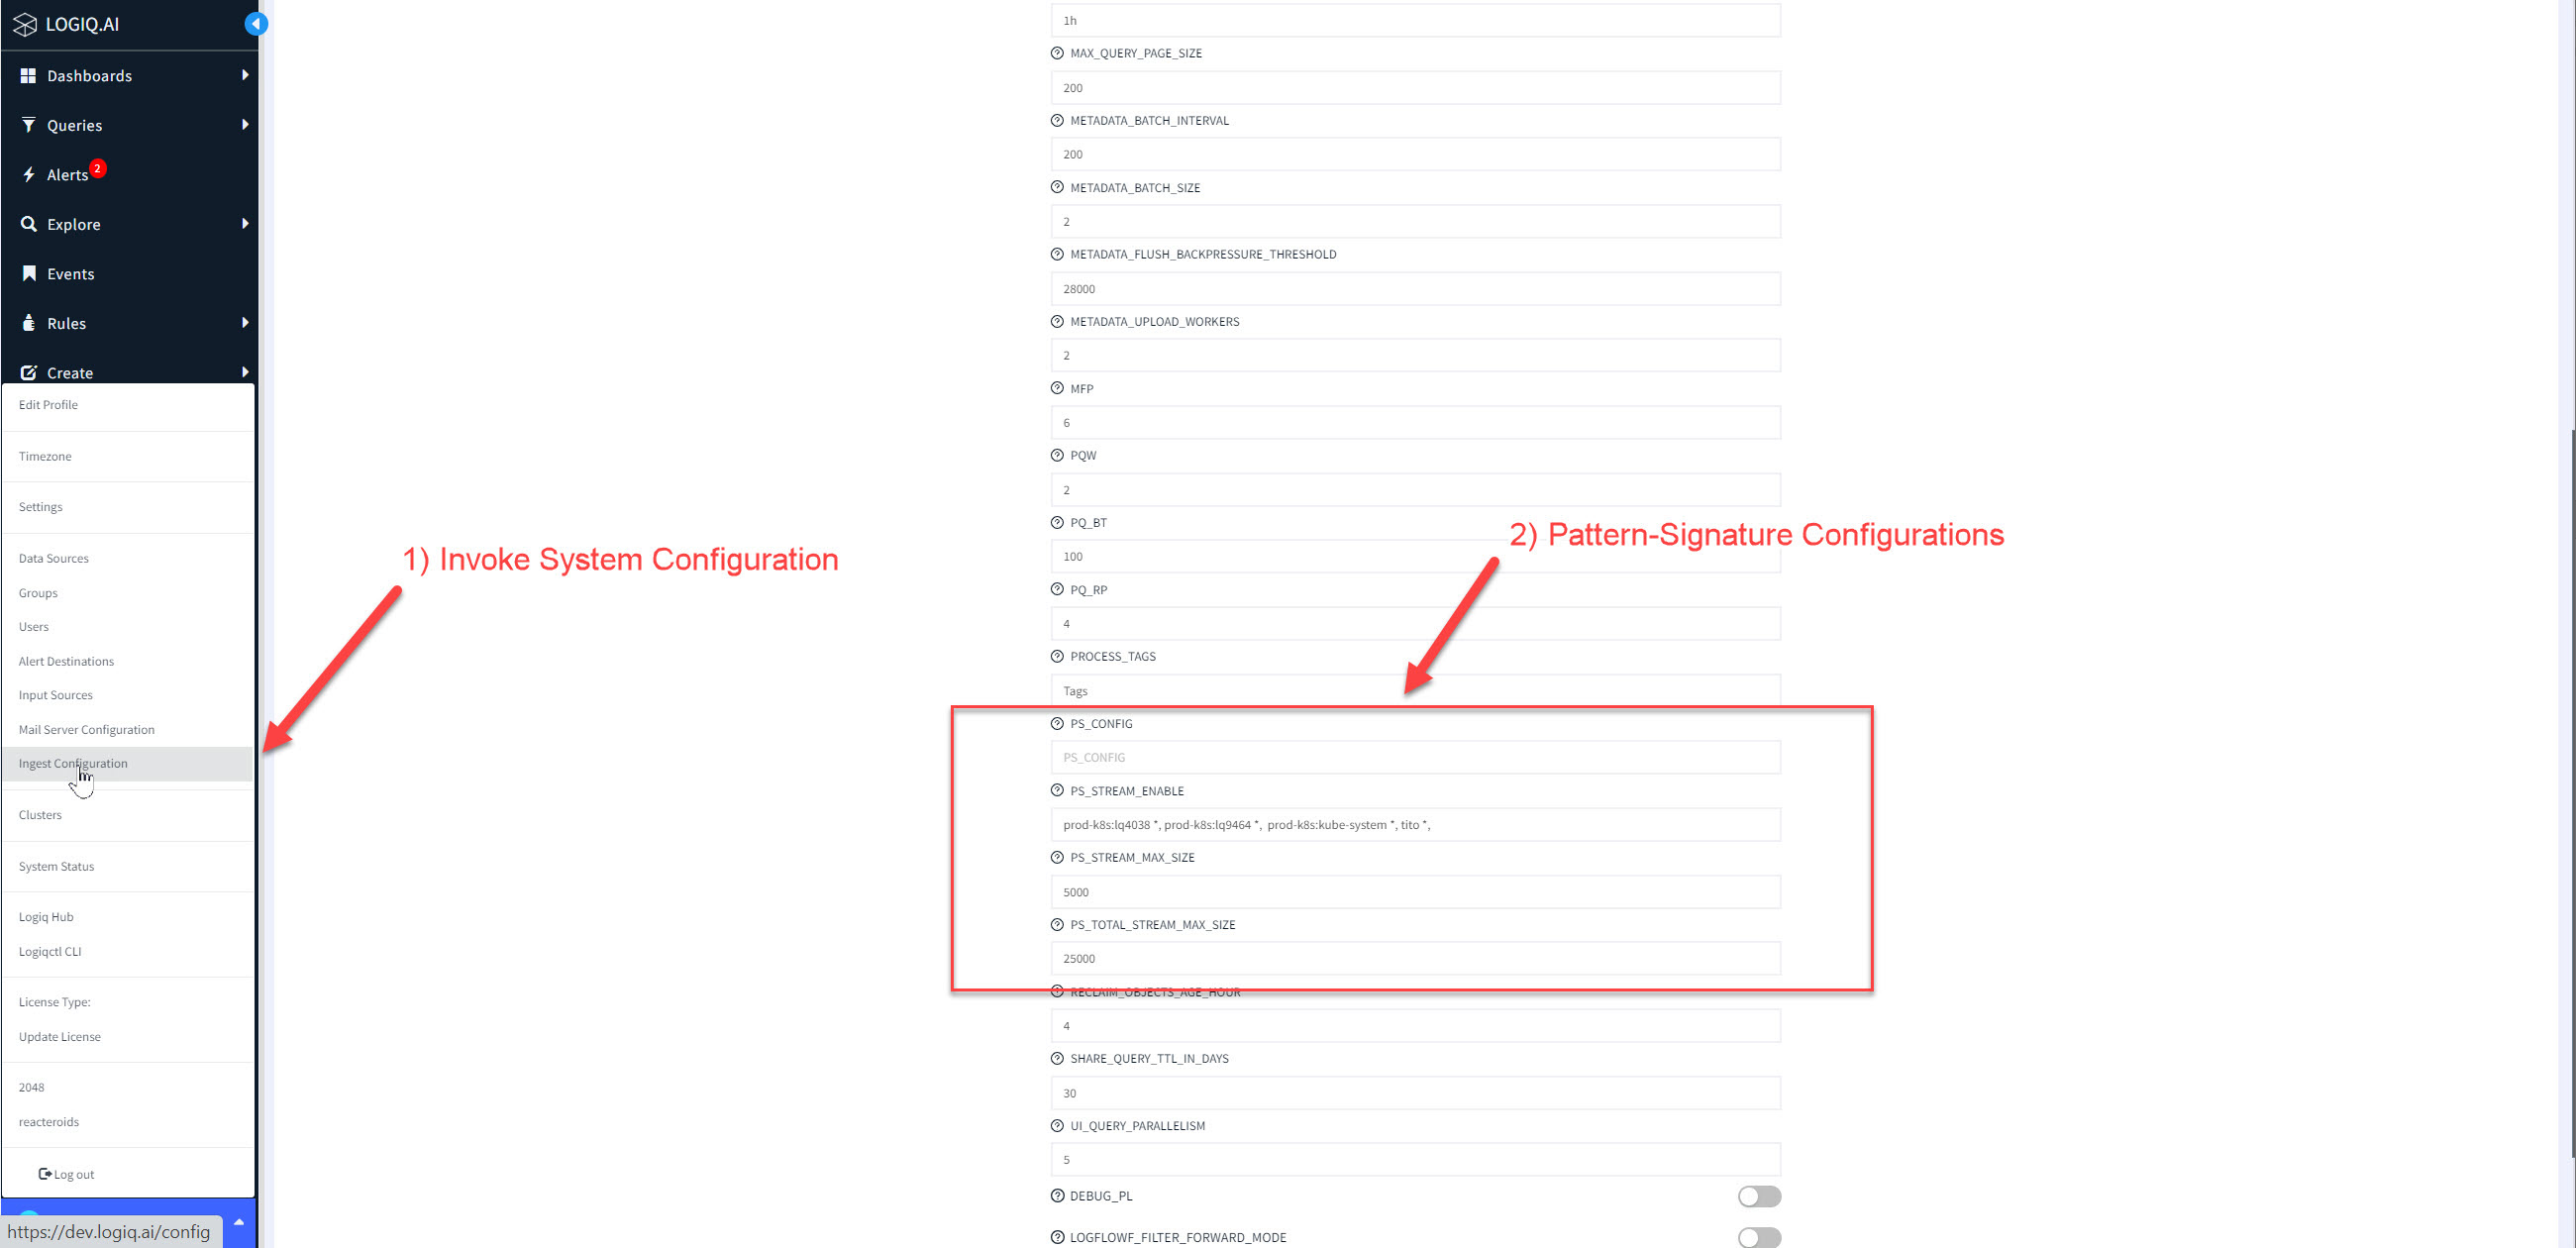 LOGIQ.AI
Dashboards
Queries
Alerts 2
Explore
Events
Rules
Create
Edit Profile
Timezone
Settings
Data Sources
Groups
Users
Alert Destinations
Input Sources
Mail Server Configuration
Ingest Configuration
Clusters
System Status
Logiq Hub
Logiqctl CLI
License Type:
Update License
2048
reacteroids
Log out
https://dev.logiq.ai/config
1) Invoke System Configuration
1h
MAX_QUERY_PAGE_SIZE
200
METADATA_BATCH_INTERVAL
200
METADATA_BATCH_SIZE
2
METADATA_FLUSH_BACKPRESSURE_THRESHOLD
28000
METADATA_UPLOAD_WORKERS
2
MFP
6
PQW
2
PQ_BT
2) Pattern-Signature Configurations
100
PQ_RP
4
PROCESS_TAGS
Tags
PS_CONFIG
PS_CONFIG
PS_STREAM_ENABLE
prod-k8s:lq4038 *, prod-k8s:lq9464 *, prod-k8s:kube-system *, tito *,
PS_STREAM_MAX_SIZE
5000
PS_TOTAL_STREAM_MAX_SIZE
25000
RECLAIM_OBJECTS_AGE_HOUR
4
SHARE_QUERY_TTL_IN_DAYS
30
UI_QUERY_PARALLELISM
5
DEBUG_PL
LOGFLOWF_FILTER_FORWARD_MODE